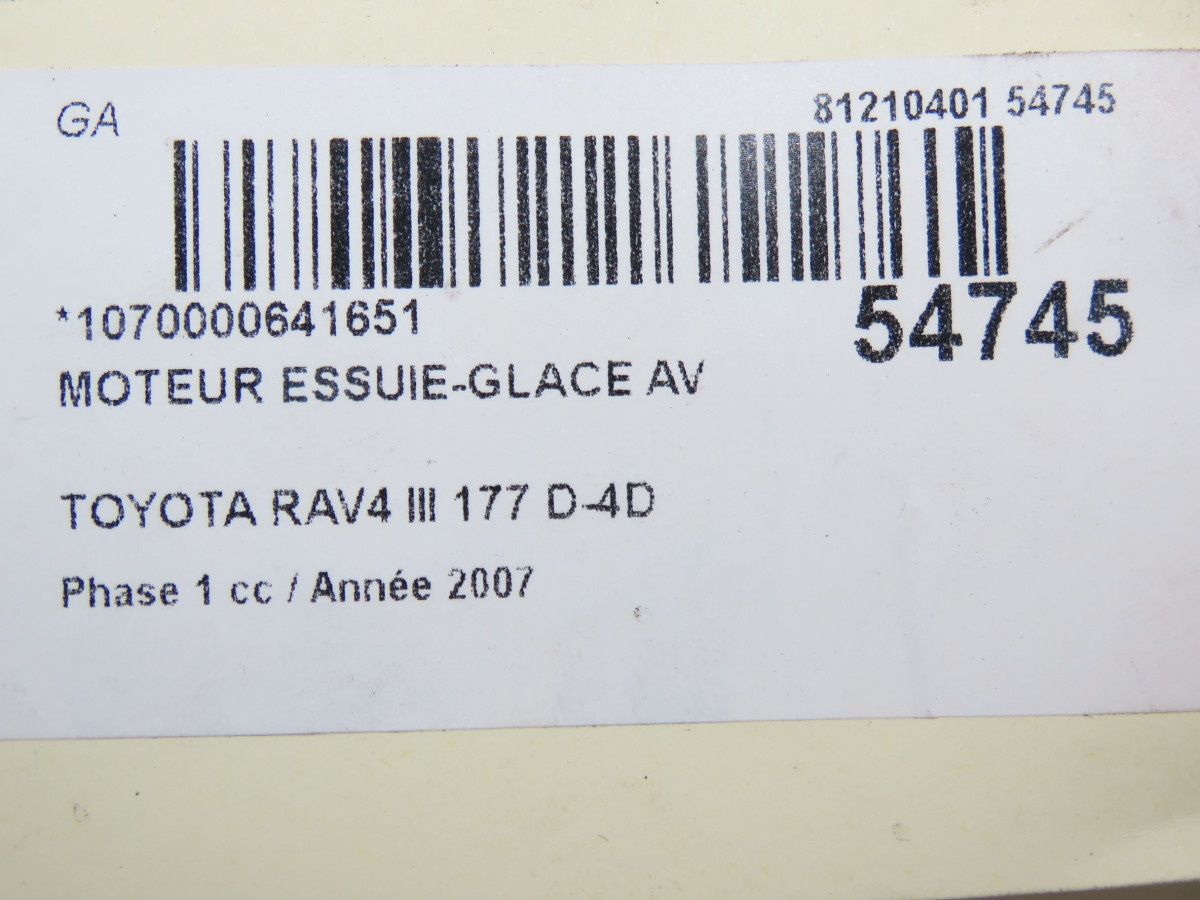 GA
81210401 54745
*1070000641651
54745
MOTEUR ESSUIE-GLACE AV
TOYOTA RAV4 III 177 D-4D
Phase 1 cc / Année 2007